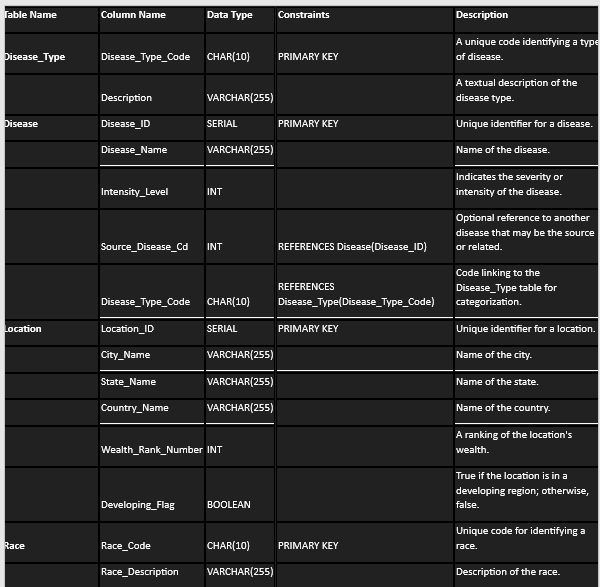 Table Name Column Name Data Type Constraints Description
A unique code identifying a type
Disease_Type Disease_Type_Code CHAR(10) PRIMARY KEY of disease.
A textual description of the
Description VARCHAR(255) disease type.
Disease Disease_ID SERIAL PRIMARY KEY Unique identifier for a disease.
Disease_Name VARCHAR(255) Name of the disease.
Indicates the severity or
Intensity_Level INT intensity of the disease.
Optional reference to another
disease that may be the source
Source_Disease_Cd INT REFERENCES Disease(Disease_ID) or related.
Code linking to the
REFERENCES Disease_Type table for
Disease_Type_Code CHAR(10) Disease_Type(Disease_Type_Code) categorization.
Location Location_ID SERIAL PRIMARY KEY Unique identifier for a location.
City_Name VARCHAR(255) Name of the city.
State_Name VARCHAR(255) Name of the state.
Country_Name VARCHAR(255) Name of the country.
A ranking of the location's
Wealth_Rank_Number INT wealth.
True if the location is in a
developing region; otherwise,
Developing_Flag BOOLEAN false.
Unique code for identifying a
Race Race_Code CHAR(10) PRIMARY KEY race.
Race_Description VARCHAR(255) Description of the race.